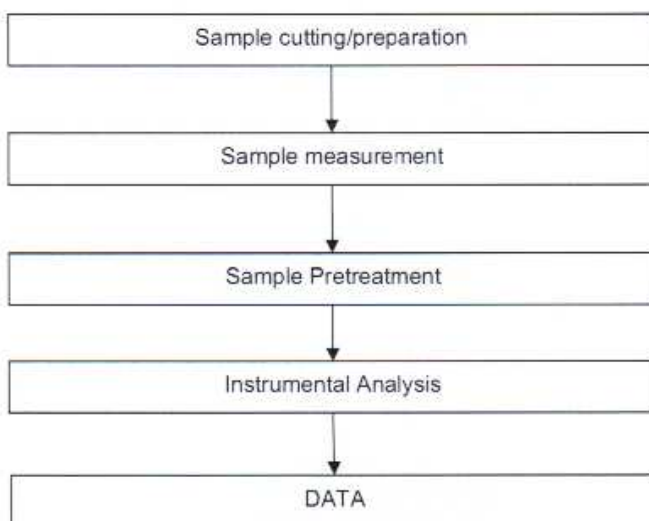 Sample cutting/preparation
Sample measurement
Sample Pretreatment
Instrumental Analysis
DATA